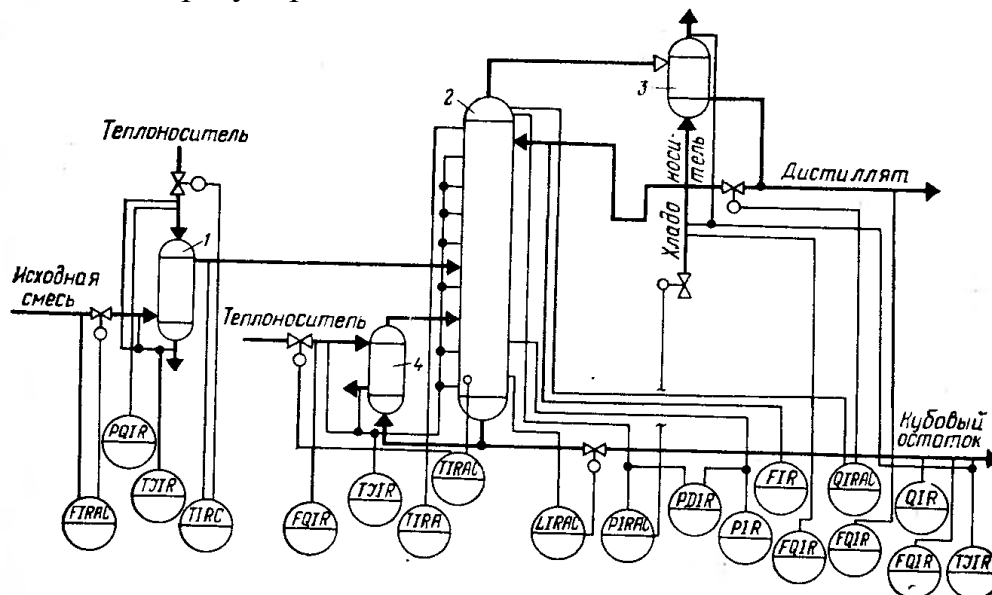 3
2
Теплоноситель
Хладо
носи-
тель
Дистиллят
1
Исходная
смесь
Теплоноситель
4
Кубовый
остаток
PQIR
TJIR
FIRAC
TIRC
FQIR
TJIR
TIRAC
TIRA
LIRAC
PIRAC
PDIR
PIR
FIR
FQIR
QIRAC
FQIR
QIR
FQIR
TJIR